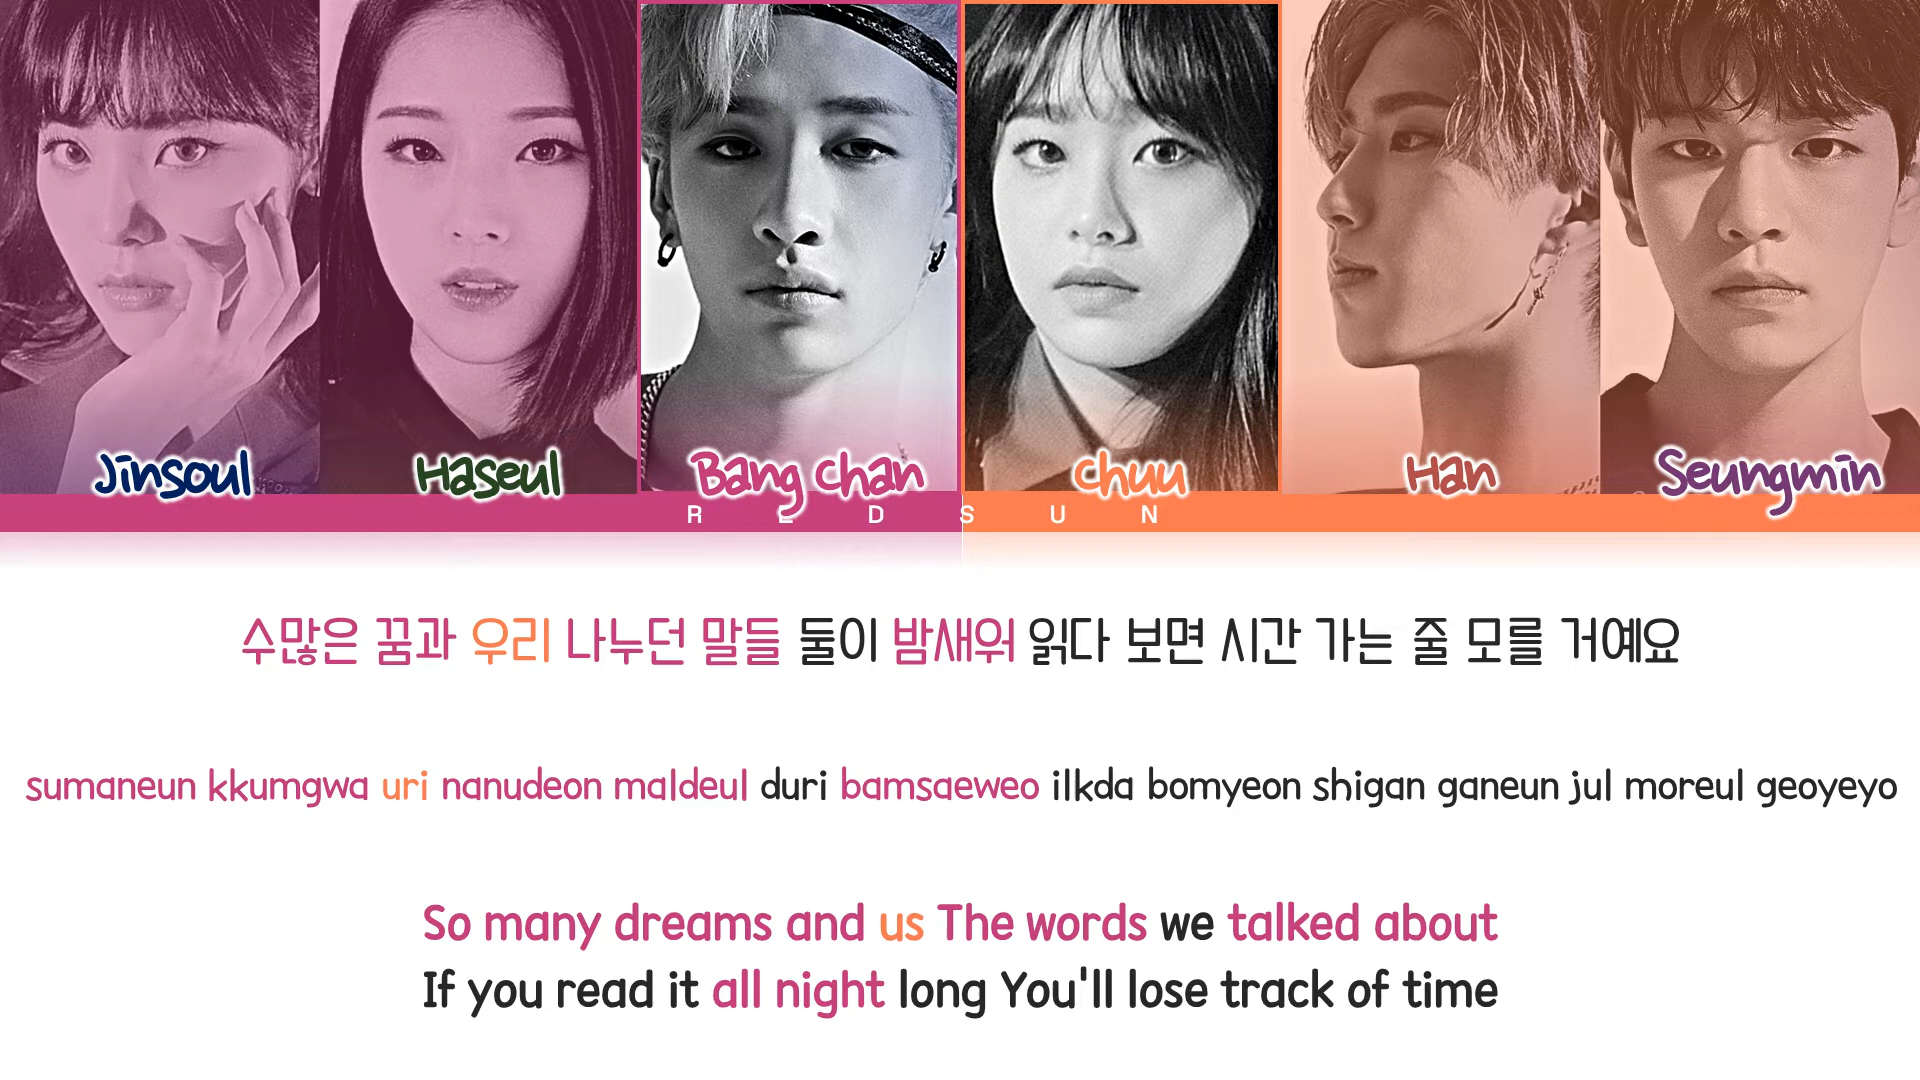 Jinsoul Haseul Bang Chan Chuu Han Seungmin
REDSUN
수많은 꿈과 우리 나누던 말들 둘이 밤새워 읽다 보면 시간 가는 줄 모를 거예요
sumaneun kkumgwa uri nanudeon maldeul duri bamsaeweo ilkda bomyeon shigan ganeun jul moreul geoyeyo
So many dreams and us The words we talked about
If you read it all night long You'll lose track of time